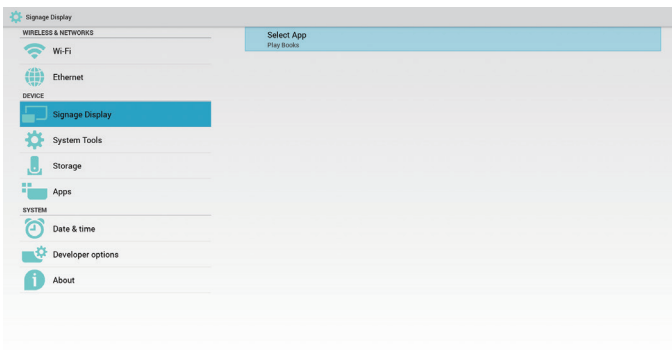 Signage Display
WIRELESS & NETWORKS
Wi-Fi
Ethernet
DEVICE
Signage Display
System Tools
Storage
Apps
SYSTEM
Date & time
Developer options
About
Select App
Play Books